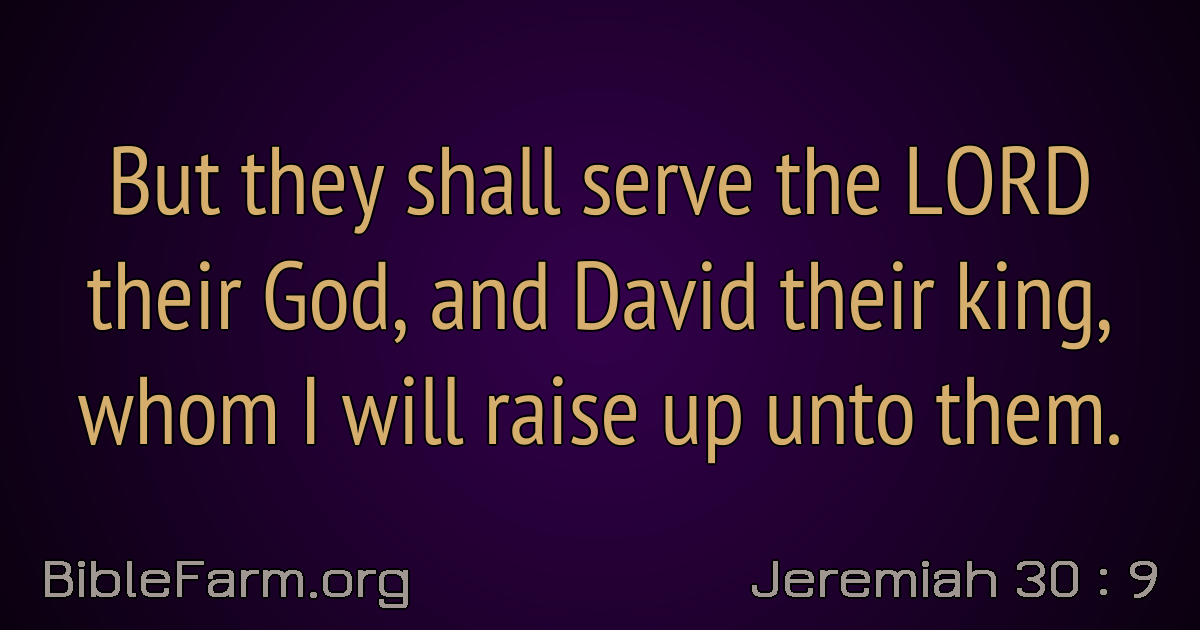 But they shall serve the LORD
their God, and David their king,
whom I will raise up unto them.
BibleFarm.org
Jeremiah 30 : 9